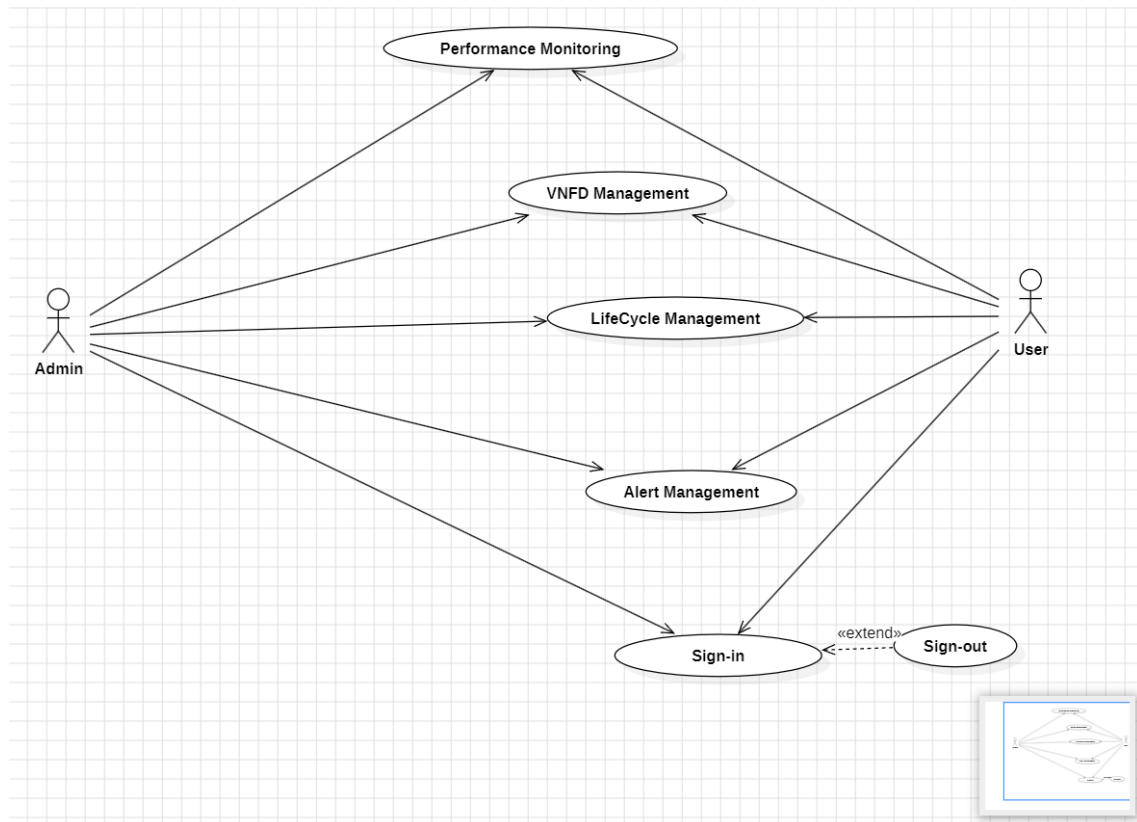 Performance Monitoring
VNFD Management
LifeCycle Management
Admin
User
Alert Management
«extend»
Sign-in
Sign-out